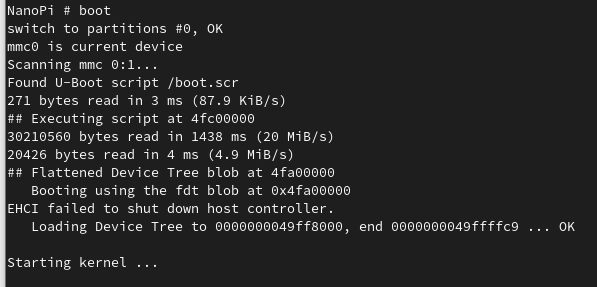 NanoPi # boot
switch to partitions #0, OK
mmc0 is current device
Scanning mmc 0:1...
Found U-Boot script /boot.scr
271 bytes read in 3 ms (87.9 KiB/s)
## Executing script at 4fc00000
30210560 bytes read in 1438 ms (20 MiB/s)
20426 bytes read in 4 ms (4.9 MiB/s)
## Flattened Device Tree blob at 4fa00000
   Booting using the fdt blob at 0x4fa00000
EHCI failed to shut down host controller.
   Loading Device Tree to 0000000049ff8000, end 0000000049ffffc9 ... OK
Starting kernel ...